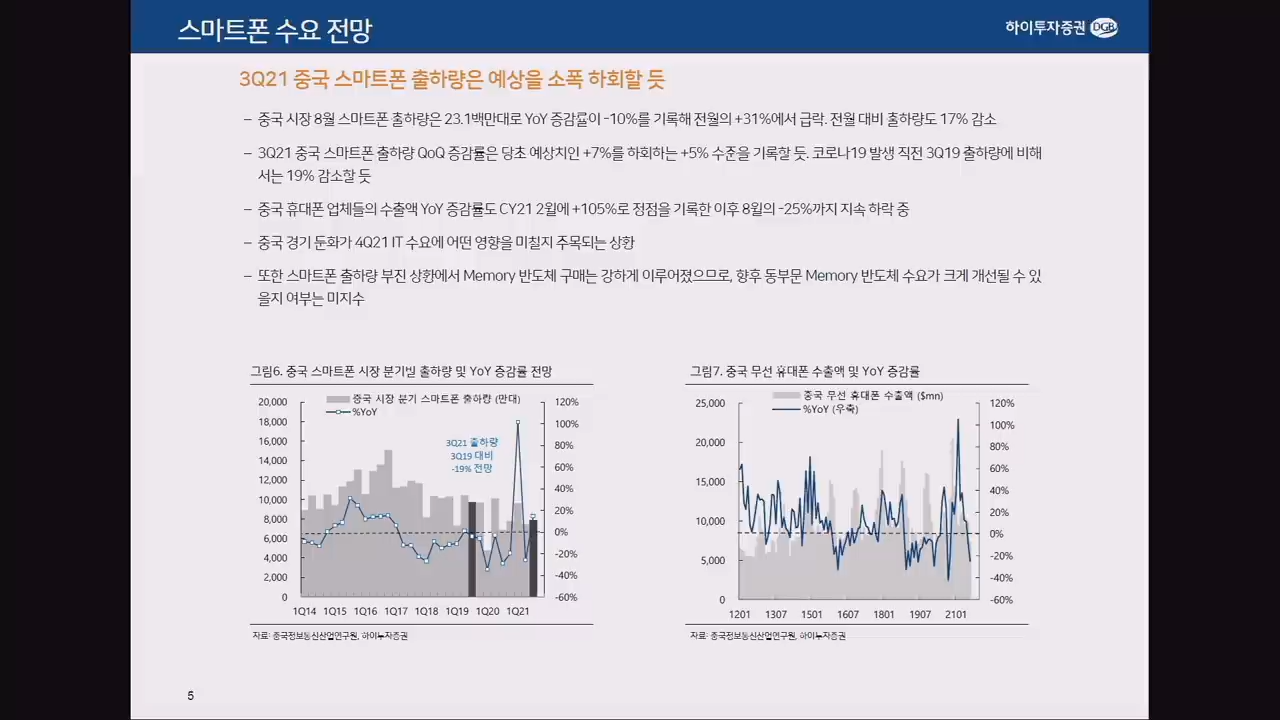 스마트폰 수요 전망
하이투자증권 DGB
3Q21 중국 스마트폰 출하량은 예상을 소폭 하회할 듯
– 중국 시장 8월 스마트폰 출하량은 23.1백만대로 YoY 증감률이 -10%를 기록해 전월의 +31%에서 급락. 전월 대비 출하량도 17% 감소
– 3Q21 중국 스마트폰 출하량 QoQ 증감률은 당초 예상치인 +7%를 하회하는 +5% 수준을 기록할 듯. 코로나19 발생 직전 3Q19 출하량에 비해
서는 19% 감소할 듯
– 중국 휴대폰 업체들의 수출액 YoY 증감률도 CY21 2월에 +105%로 정점을 기록한 이후 8월의 -25%까지 지속 하락 중
– 중국 경기 둔화가 4Q21 IT 수요에 어떤 영향을 미칠지 주목되는 상황
– 또한 스마트폰 출하량 부진 상황에서 Memory 반도체 구매는 강하게 이루어졌으므로, 향후 동부문 Memory 반도체 수요가 크게 개선될 수 있
을지 여부는 미지수
그림6. 중국 스마트폰 시장 분기별 출하량 및 YoY 증감률 전망
중국 시장 분기 스마트폰 출하량 (만대)
%YoY
3Q21 출하량
3Q19 대비
-19% 전망
20,000
18,000
16,000
14,000
12,000
10,000
8,000
6,000
4,000
2,000
0
120%
100%
80%
60%
40%
20%
0%
-20%
-40%
-60%
1Q14 1Q15 1Q16 1Q17 1Q18 1Q19 1Q20 1Q21
자료: 중국정보통신산업연구원, 하이투자증권
그림7. 중국 무선 휴대폰 수출액 및 YoY 증감률
중국 무선 휴대폰 수출액 ($mn)
%YoY (우축)
25,000
20,000
15,000
10,000
5,000
0
120%
100%
80%
60%
40%
20%
0%
-20%
-40%
-60%
1201 1307 1501 1607 1801 1907 2101
자료: 중국정보통신산업연구원, 하이투자증권
5